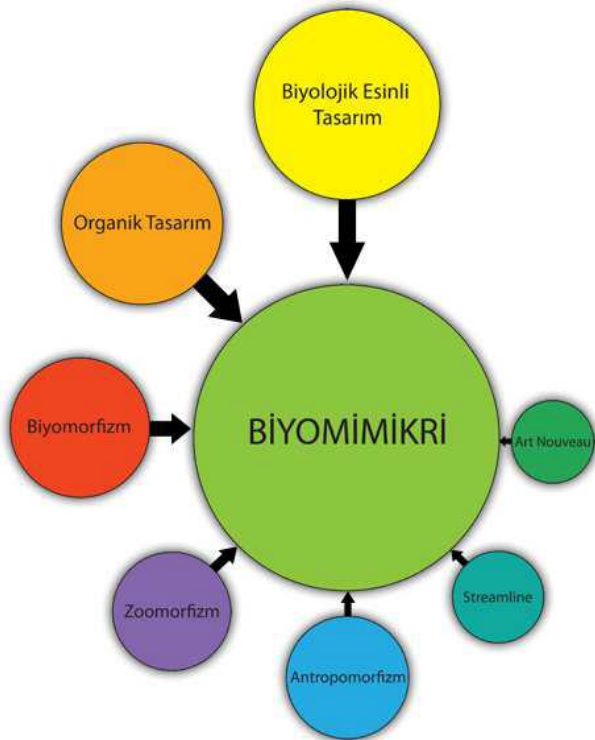 Biyolojik Esinli
Tasarım
Organik Tasarım
Biyomorfizm
BİYOMİMİKRİ
Art Nouveau
Zoomorfizm
Streamline
Antropomorfizm